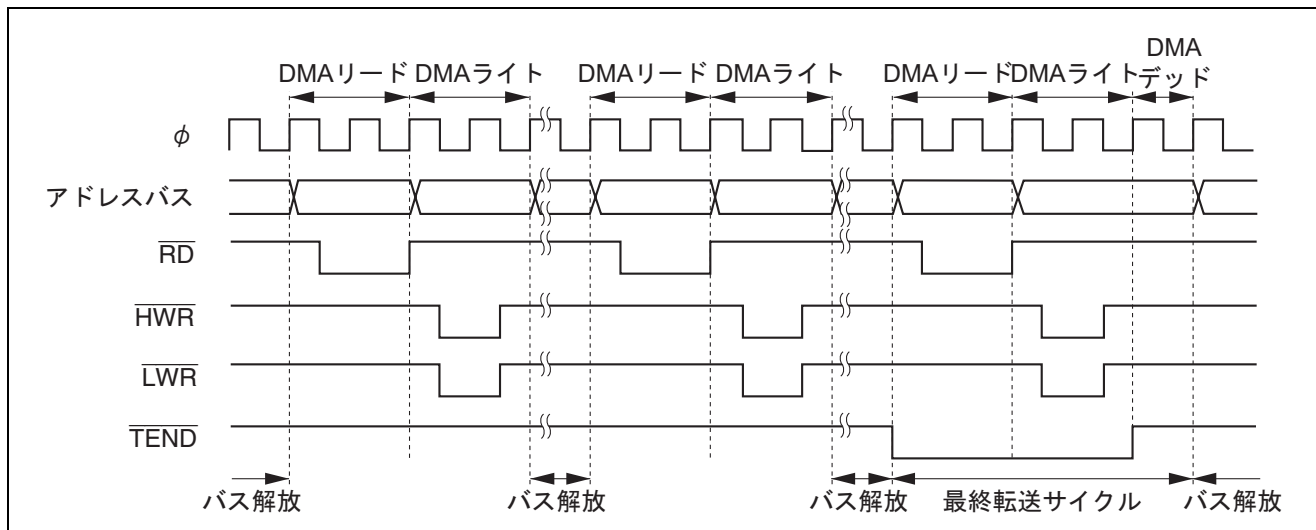 DMA
DMAリード DMAライト DMAリード DMAライト DMAリード DMAライト デッド
φ
アドレスバス
RD
HWR
LWR
TEND
バス解放 バス解放 バス解放 最終転送サイクル バス解放